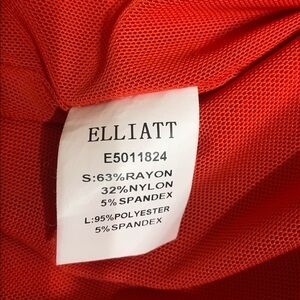 ELLIATT
E5011824
S:63%RAYON
32%NYLON
5%SPANDEX
L:95%POLYESTER
5%SPANDEX